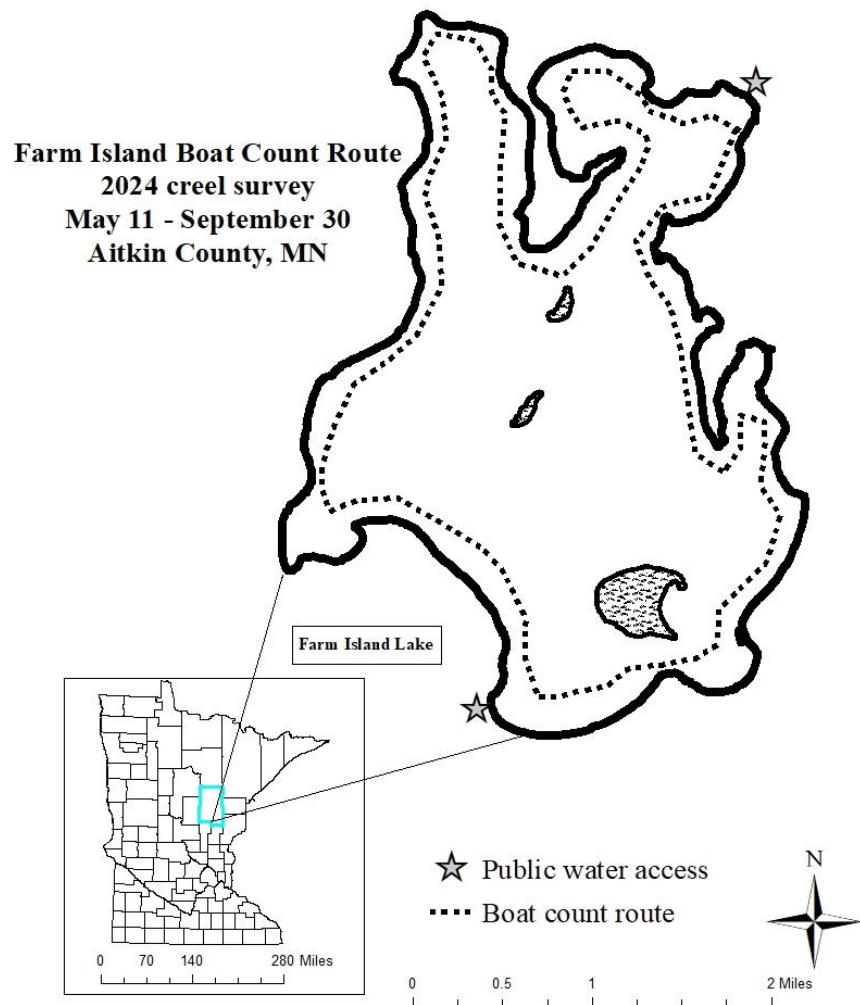 Farm Island Boat Count Route
2024 creel survey
May 11 - September 30
Aitkin County, MN
Farm Island Lake
Public water access
Boat count route
N
0 70 140 280 Miles
0 0.5 1 2 Miles